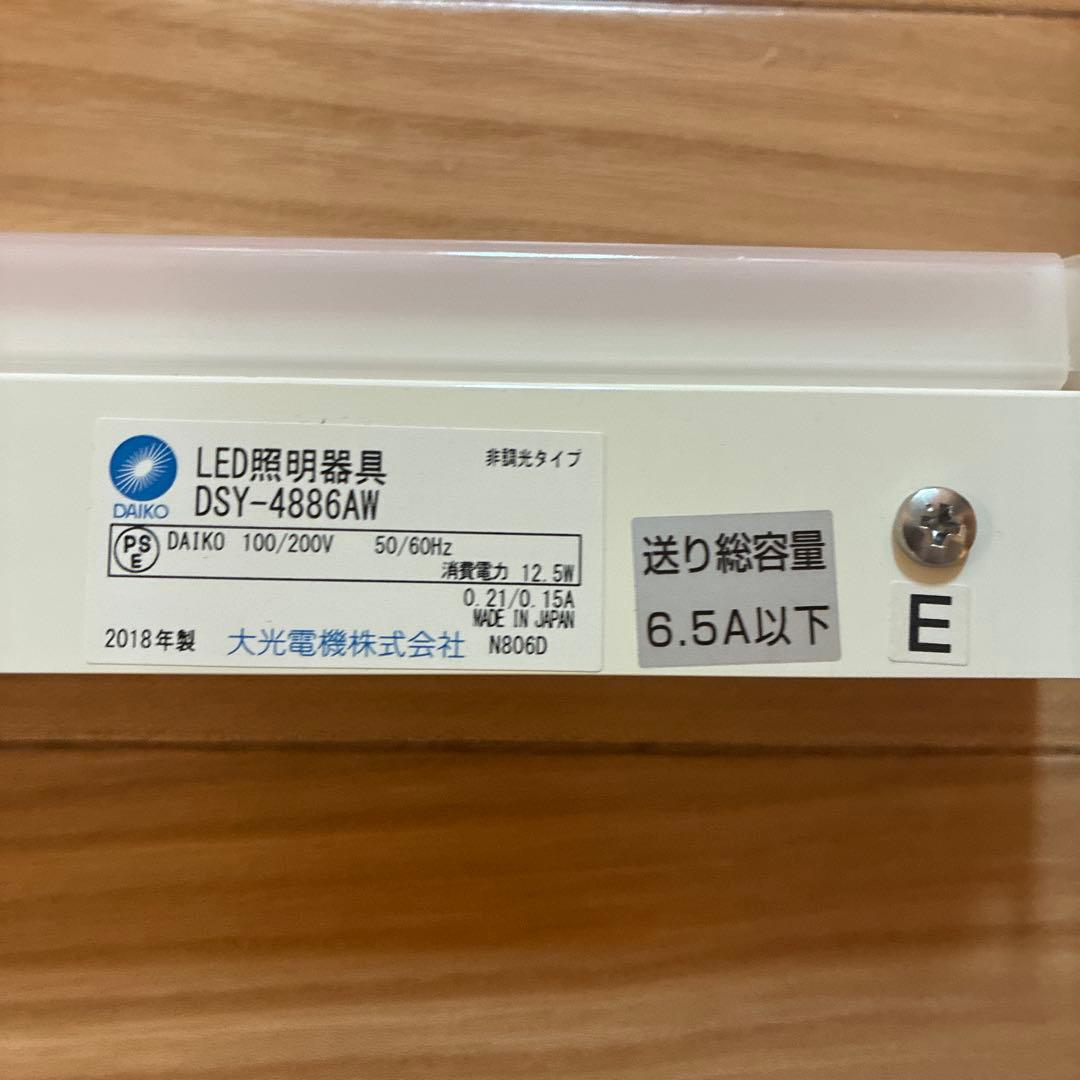 LED照明器具
非調光タイプ
DSY-4886AW
DAIKO
PS
E
DAIKO 100/200V 50/60Hz
消費電力 12.5W
0.21/0.15A
MADE IN JAPAN
2018年製 大光電機株式会社 N806D
送り総容量
6.5A以下
E